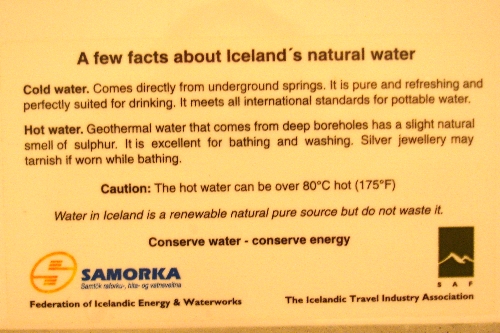 A few facts about Iceland´s natural water
Cold water. Comes directly from underground springs. It is pure and refreshing and
perfectly suited for drinking. It meets all international standards for pottable water.
Hot water. Geothermal water that comes from deep boreholes has a slight natural
smell of sulphur. It is excellent for bathing and washing. Silver jewellery may
tarnish if worn while bathing.
Caution: The hot water can be over 80°C hot (175°F)
Water in Iceland is a renewable natural pure source but do not waste it.
Conserve water - conserve energy
SAMORKA
Samtök raforku-, hita- og vatnsveitna
Federation of Icelandic Energy & Waterworks
S A F
The Icelandic Travel Industry Association